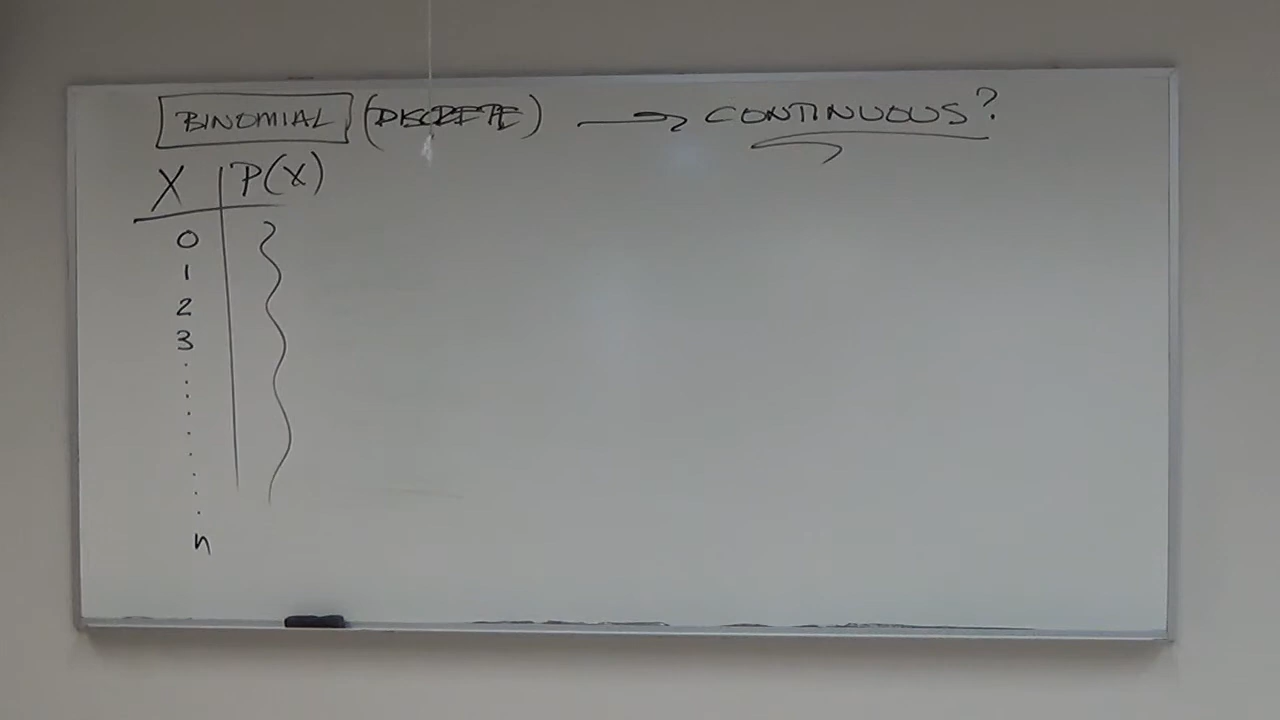 BINOMIAL (DISCRETE) → CONTINUOUS?
X P(X)
0
1
2
3
n